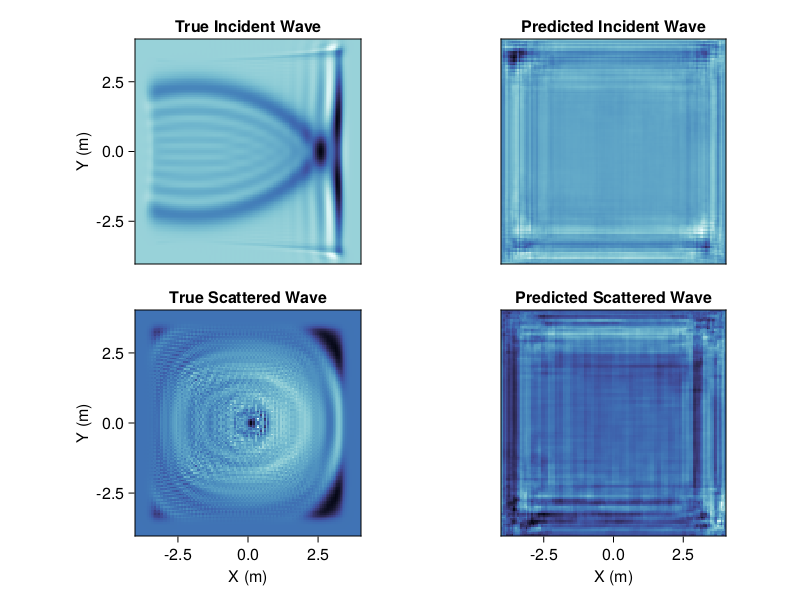 True Incident Wave
Predicted Incident Wave
2.5
0.0
-2.5
Y (m)
True Scattered Wave
Predicted Scattered Wave
2.5
0.0
-2.5
Y (m)
-2.5 0.0 2.5
X (m)
-2.5 0.0 2.5
X (m)